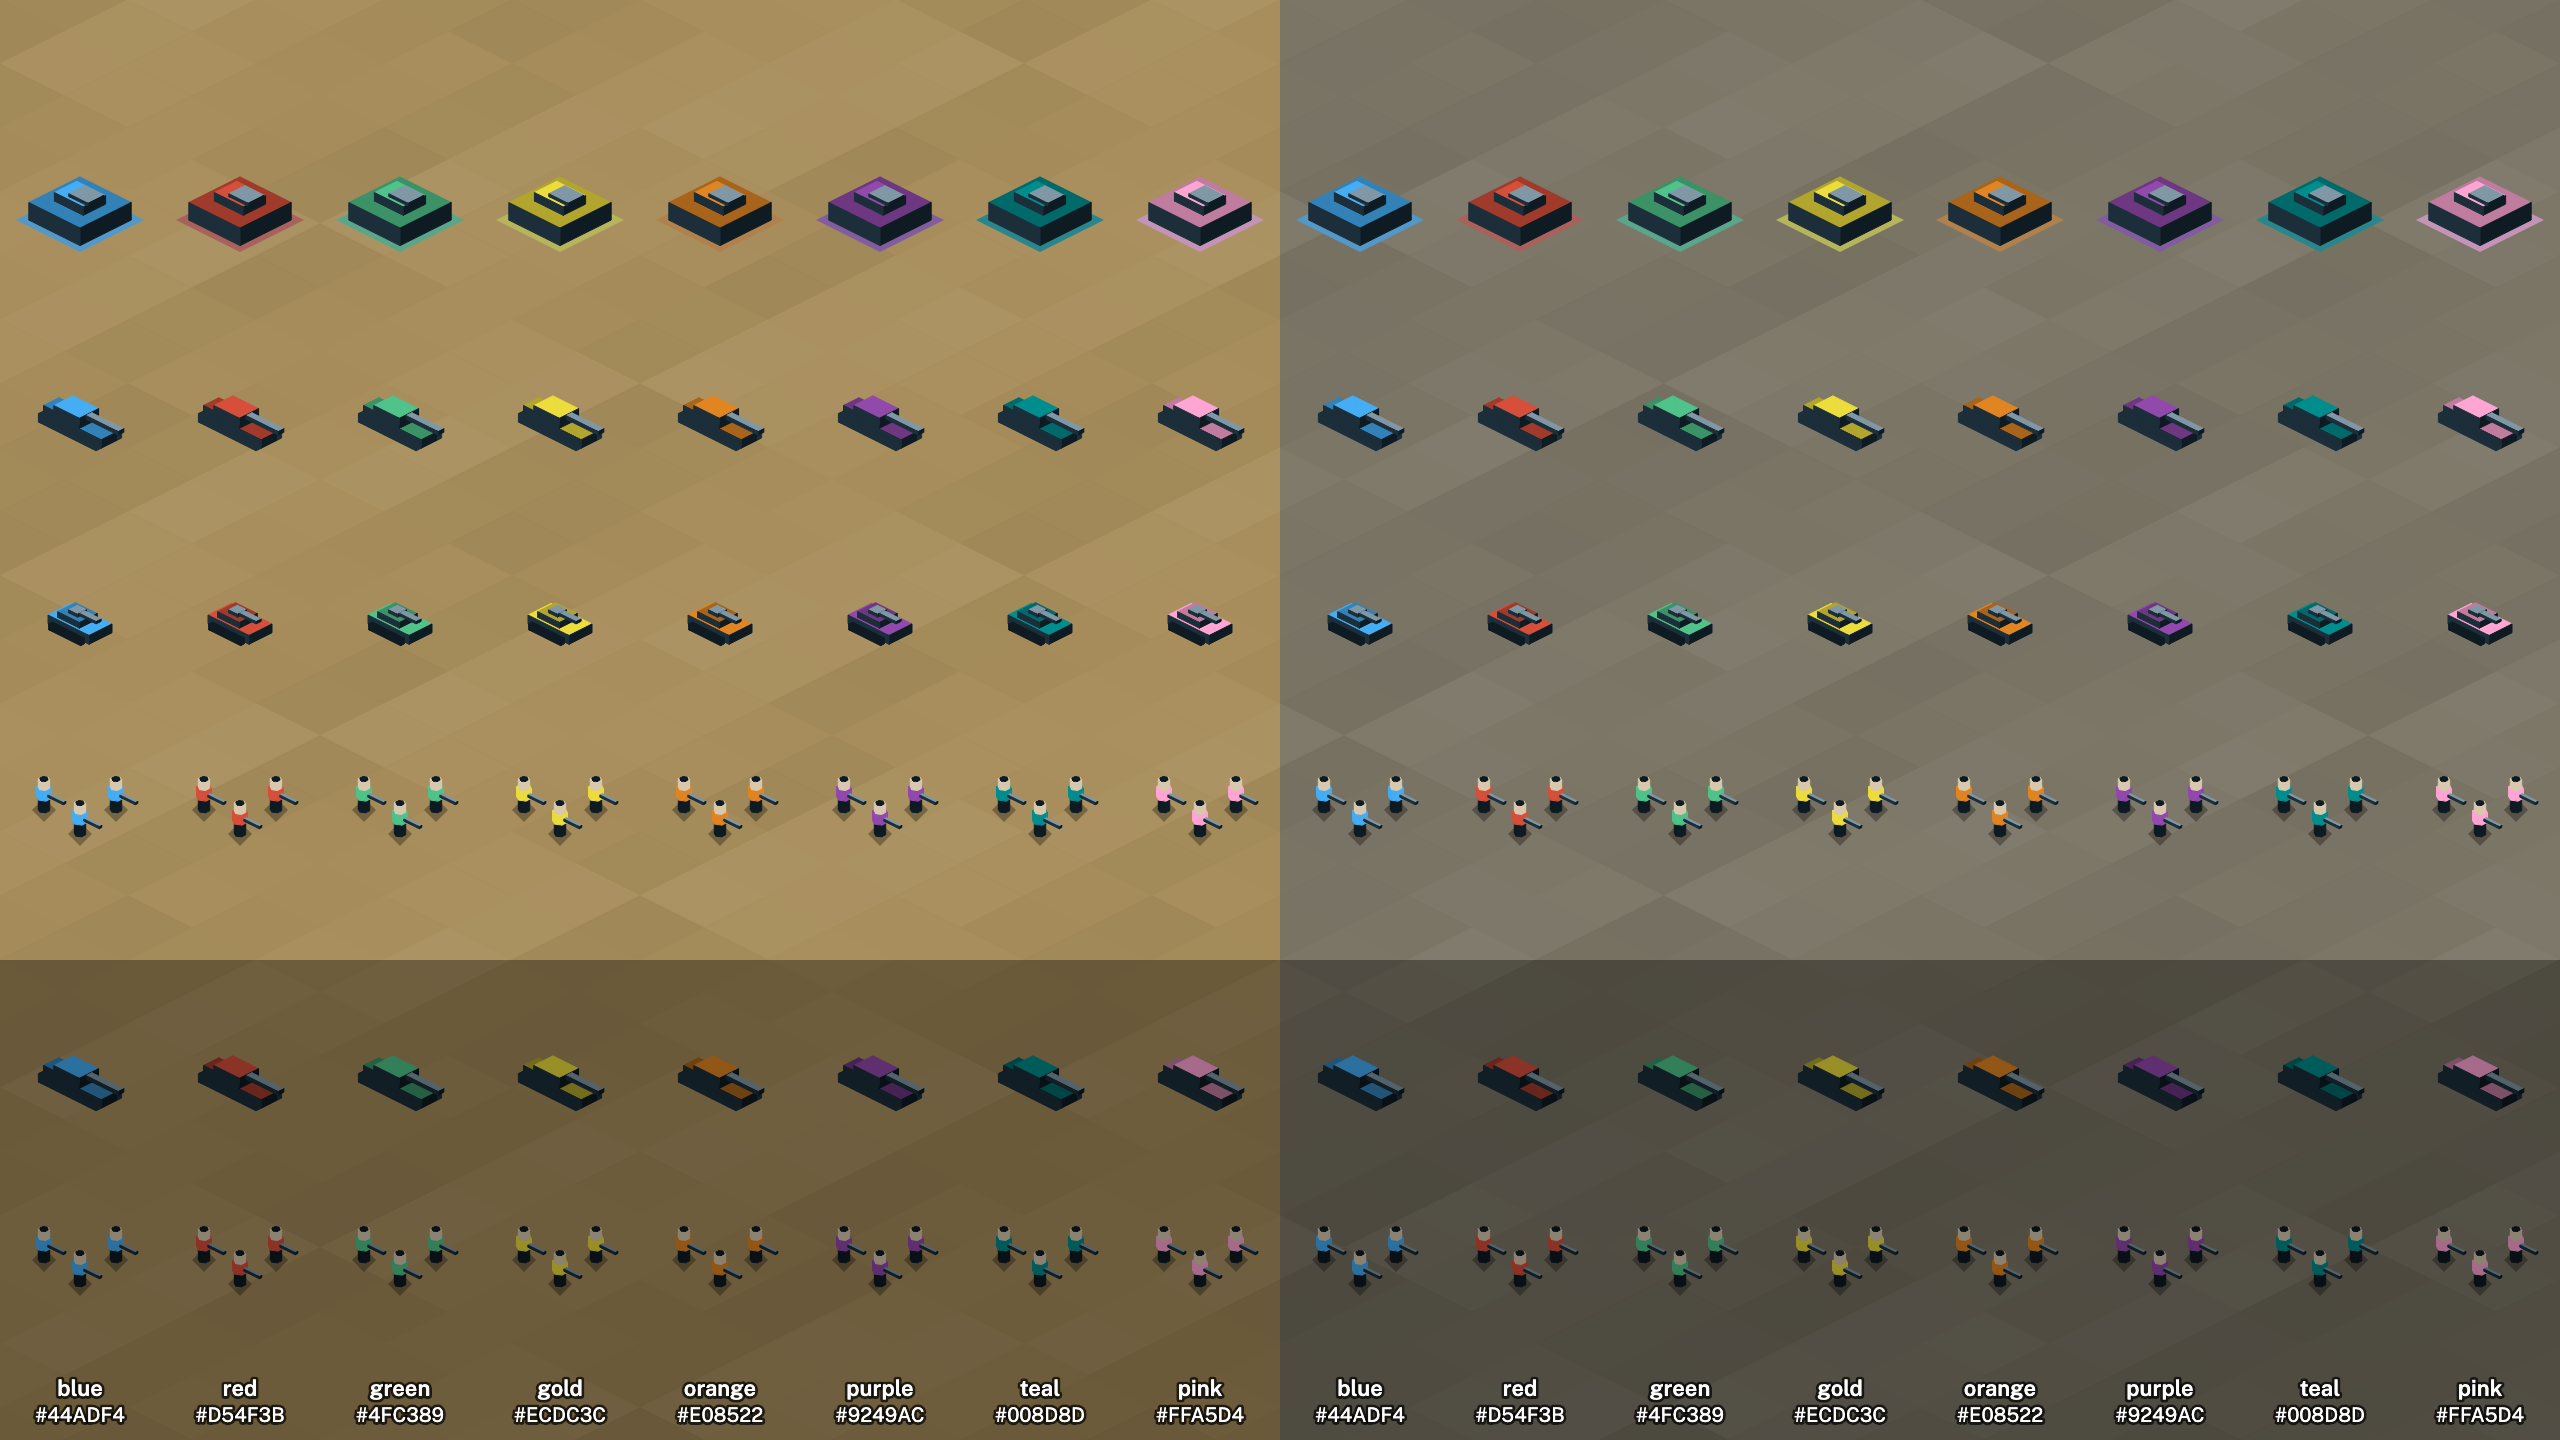 blue red green gold orange purple teal pink blue red green gold orange purple teal pink
#44ADF4 #D54F3B #4FC389 #ECDC3C #E08522 #9249AC #008D8D #FFA5D4 #44ADF4 #D54F3B #4FC389 #ECDC3C #E08522 #9249AC #008D8D #FFA5D4